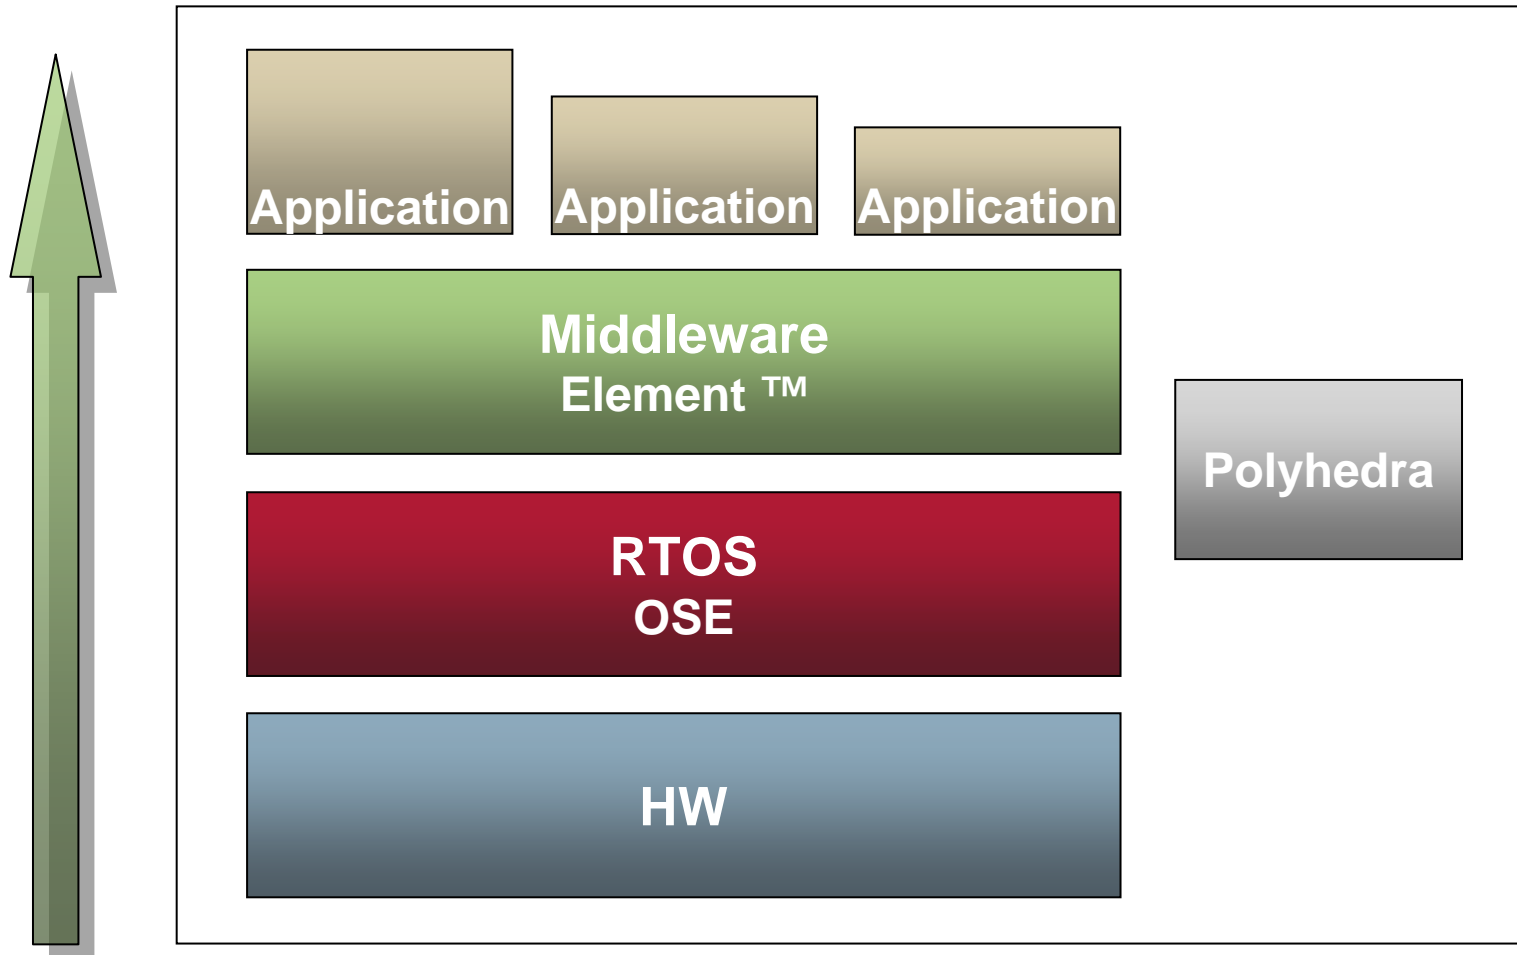 Application
Application
Application
Middleware
Element ™
Polyhedra
RTOS
OSE
HW